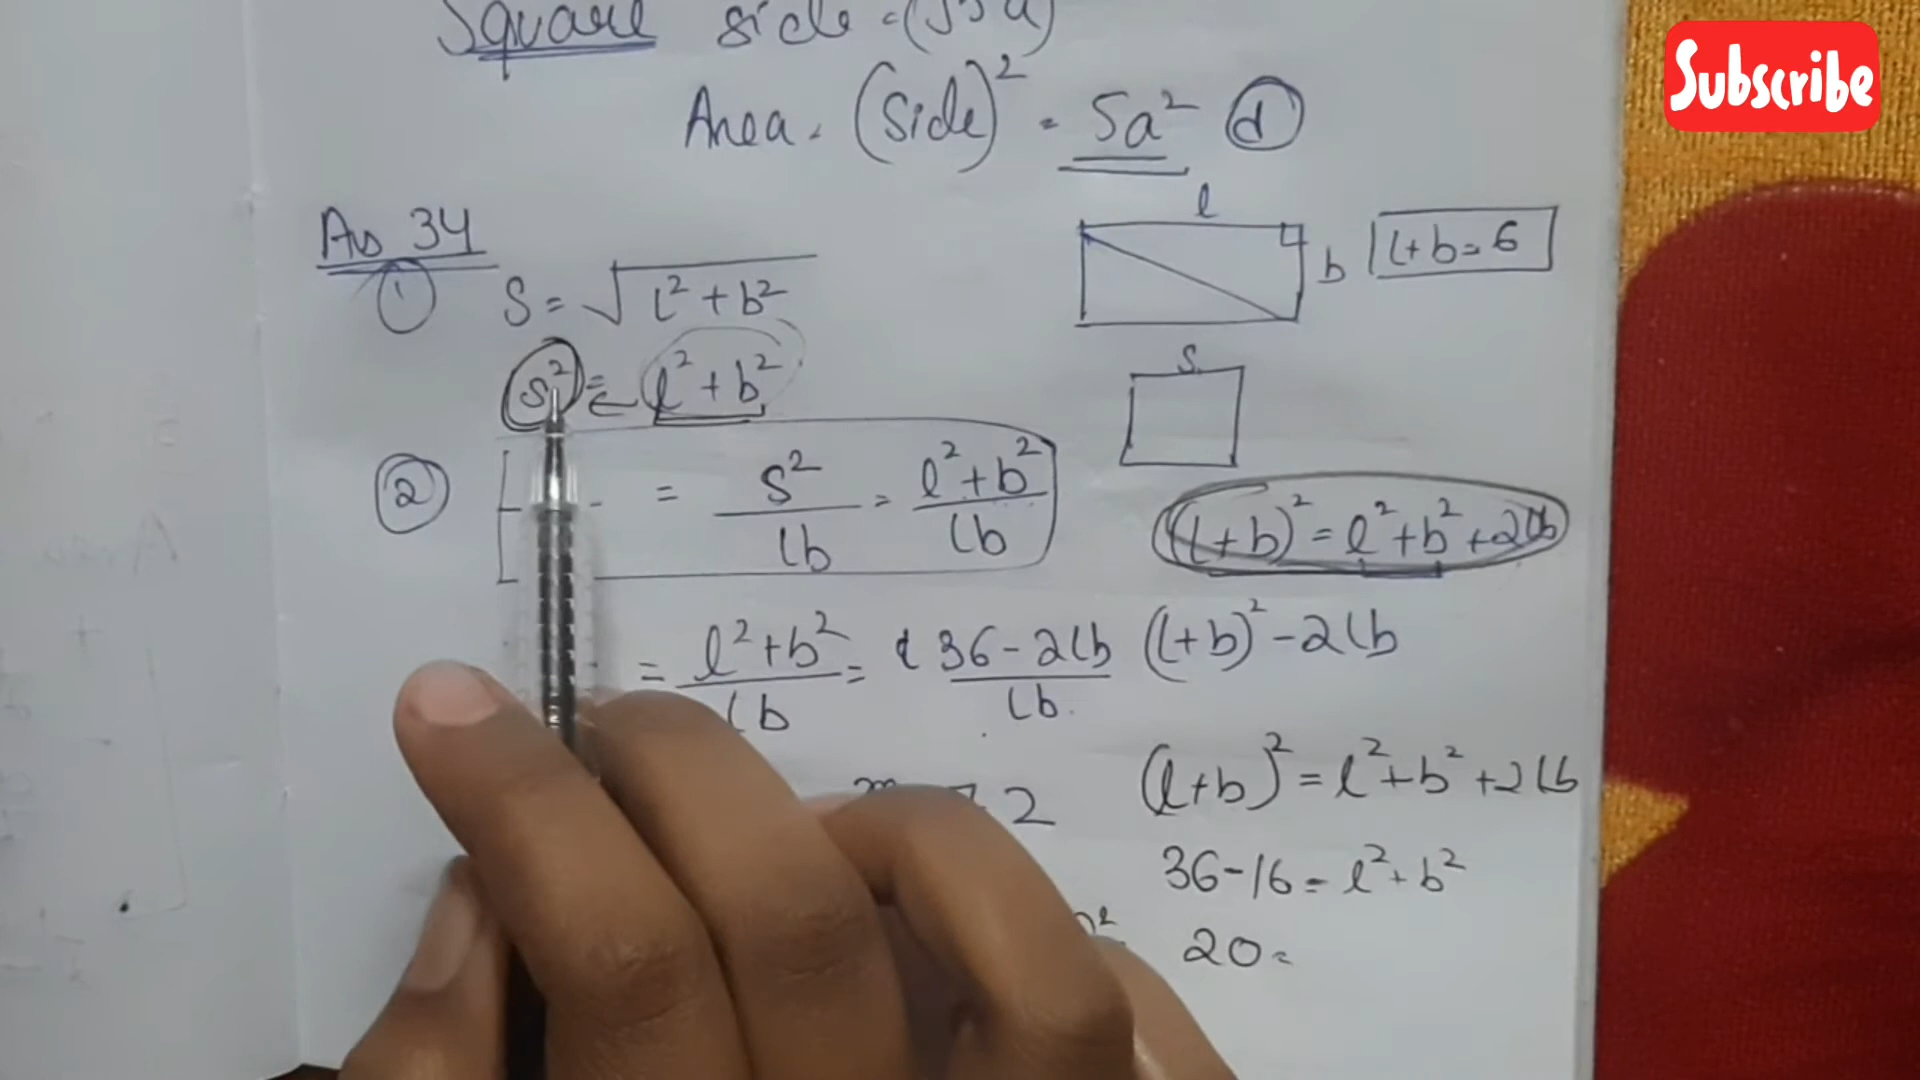 Subscribe
Square side =
Area = (Side)² = 5a² (d)
Ans 34
l
b
l+b=6
① S = √l²+b²
s² = l²+b²
S
② = s²/lb = l²+b²/lb
(l+b)² = l²+b²+2lb
= l²+b²/lb = 36-2lb/lb (l+b)²-2lb
2
(l+b)² = l²+b²+2lb
36-16 = l²+b²
20=